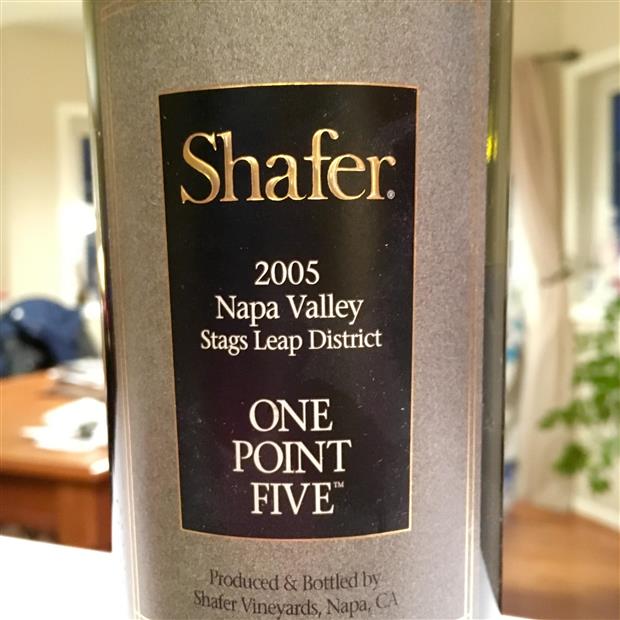 Shafer®
2005
Napa Valley
Stags Leap District
ONE
POINT
FIVE™
Produced & Bottled by
Shafer Vineyards, Napa, CA